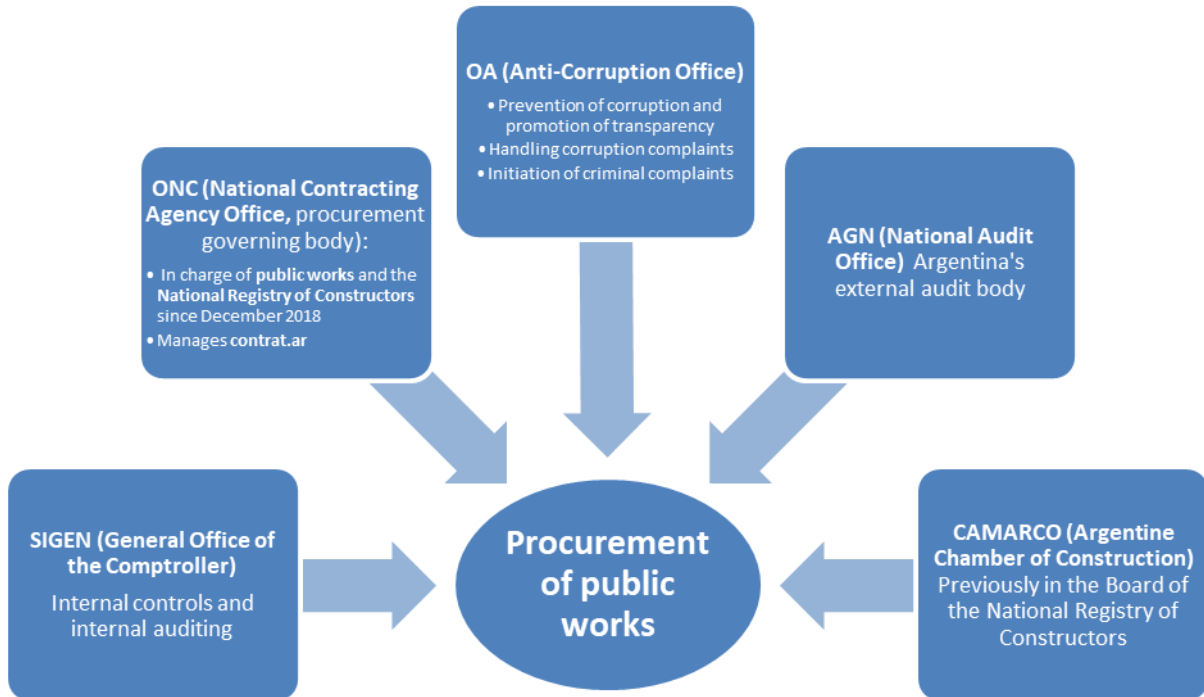 OA (Anti-Corruption Office)
• Prevention of corruption and
promotion of transparency
• Handling corruption complaints
• Initiation of criminal complaints
ONC (National Contracting
Agency Office, procurement
governing body):
• In charge of public works and the
National Registry of Constructors
since December 2018
• Manages contrat.ar
AGN (National Audit
Office) Argentina's
external audit body
SIGEN (General Office of
the Comptroller)
Internal controls and
internal auditing
Procurement
of public
works
CAMARCO (Argentine
Chamber of Construction)
Previously in the Board of
the National Registry of
Constructors